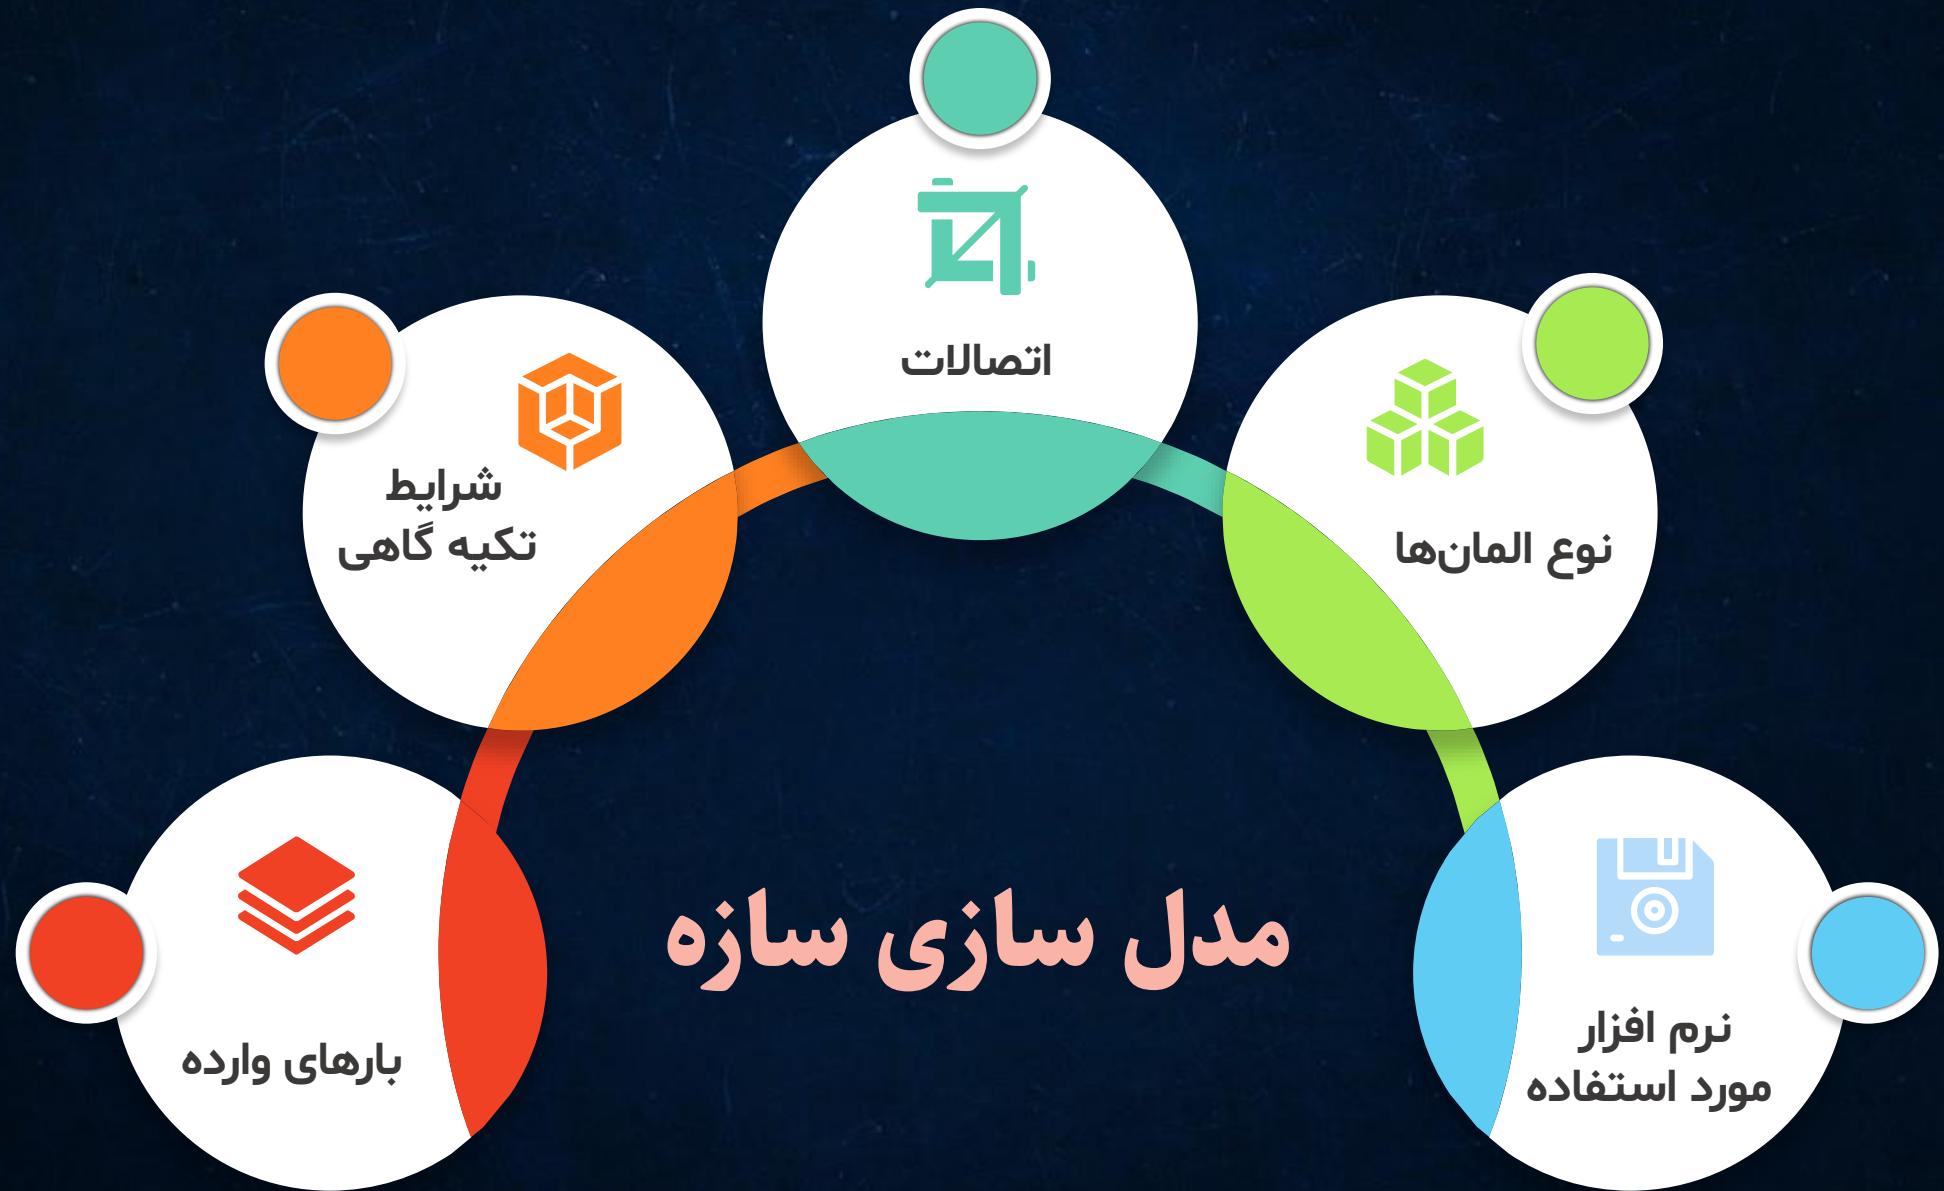 اتصالات
نوع المان‌ها
شرایط
تکیه گاهی
نرم افزار
مورد استفاده
بارهای وارده
مدل سازی سازه